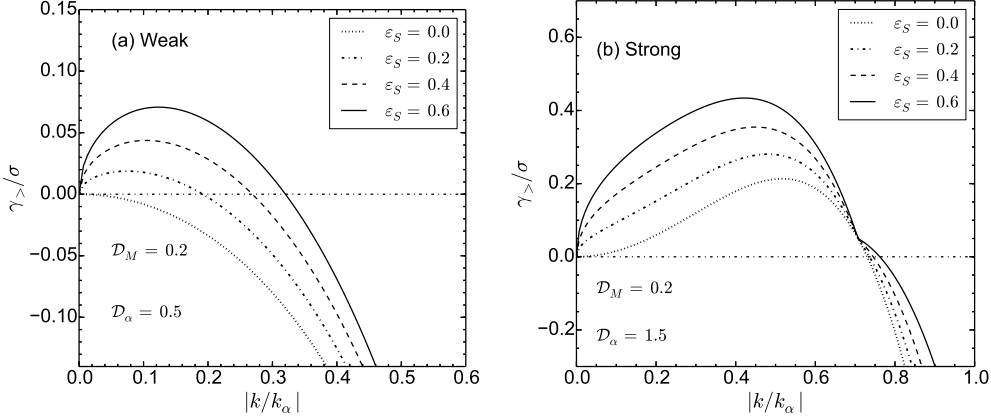 (a) Weak
ε_S = 0.0
ε_S = 0.2
ε_S = 0.4
ε_S = 0.6
0.15
0.10
0.05
0.00
−0.05
−0.10
γ_>/σ
𝒟_M = 0.2
𝒟_α = 0.5
0.0 0.1 0.2 0.3 0.4 0.5 0.6
|k/k_α|
(b) Strong
ε_S = 0.0
ε_S = 0.2
ε_S = 0.4
ε_S = 0.6
0.6
0.4
0.2
0.0
−0.2
γ_>/σ
𝒟_M = 0.2
𝒟_α = 1.5
0.0 0.2 0.4 0.6 0.8 1.0
|k/k_α|